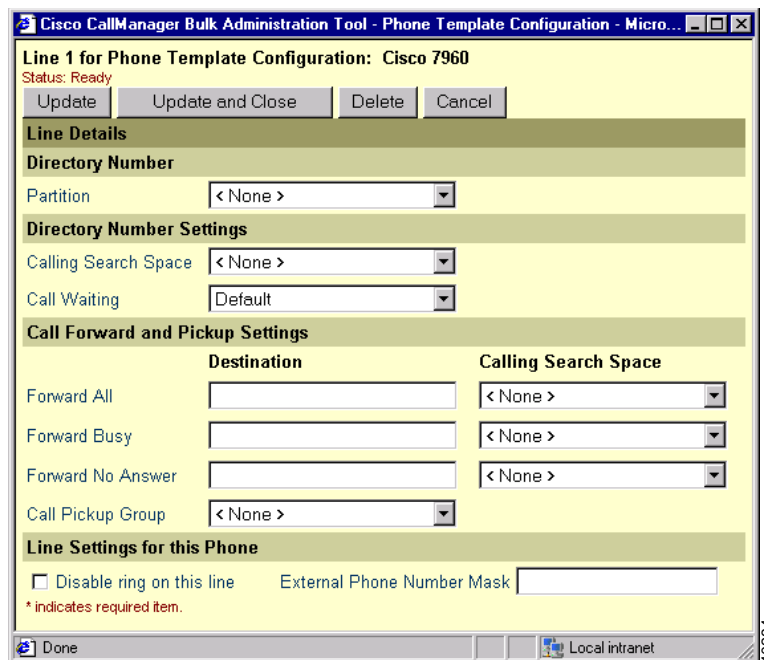 Cisco CallManager Bulk Administration Tool - Phone Template Configuration - Micro...
Line 1 for Phone Template Configuration: Cisco 7960
Status: Ready
Update Update and Close Delete Cancel
Line Details
Directory Number
Partition < None >
Directory Number Settings
Calling Search Space < None >
Call Waiting Default
Call Forward and Pickup Settings
Destination Calling Search Space
Forward All < None >
Forward Busy < None >
Forward No Answer < None >
Call Pickup Group < None >
Line Settings for this Phone
Disable ring on this line External Phone Number Mask
* indicates required item.
Done Local intranet